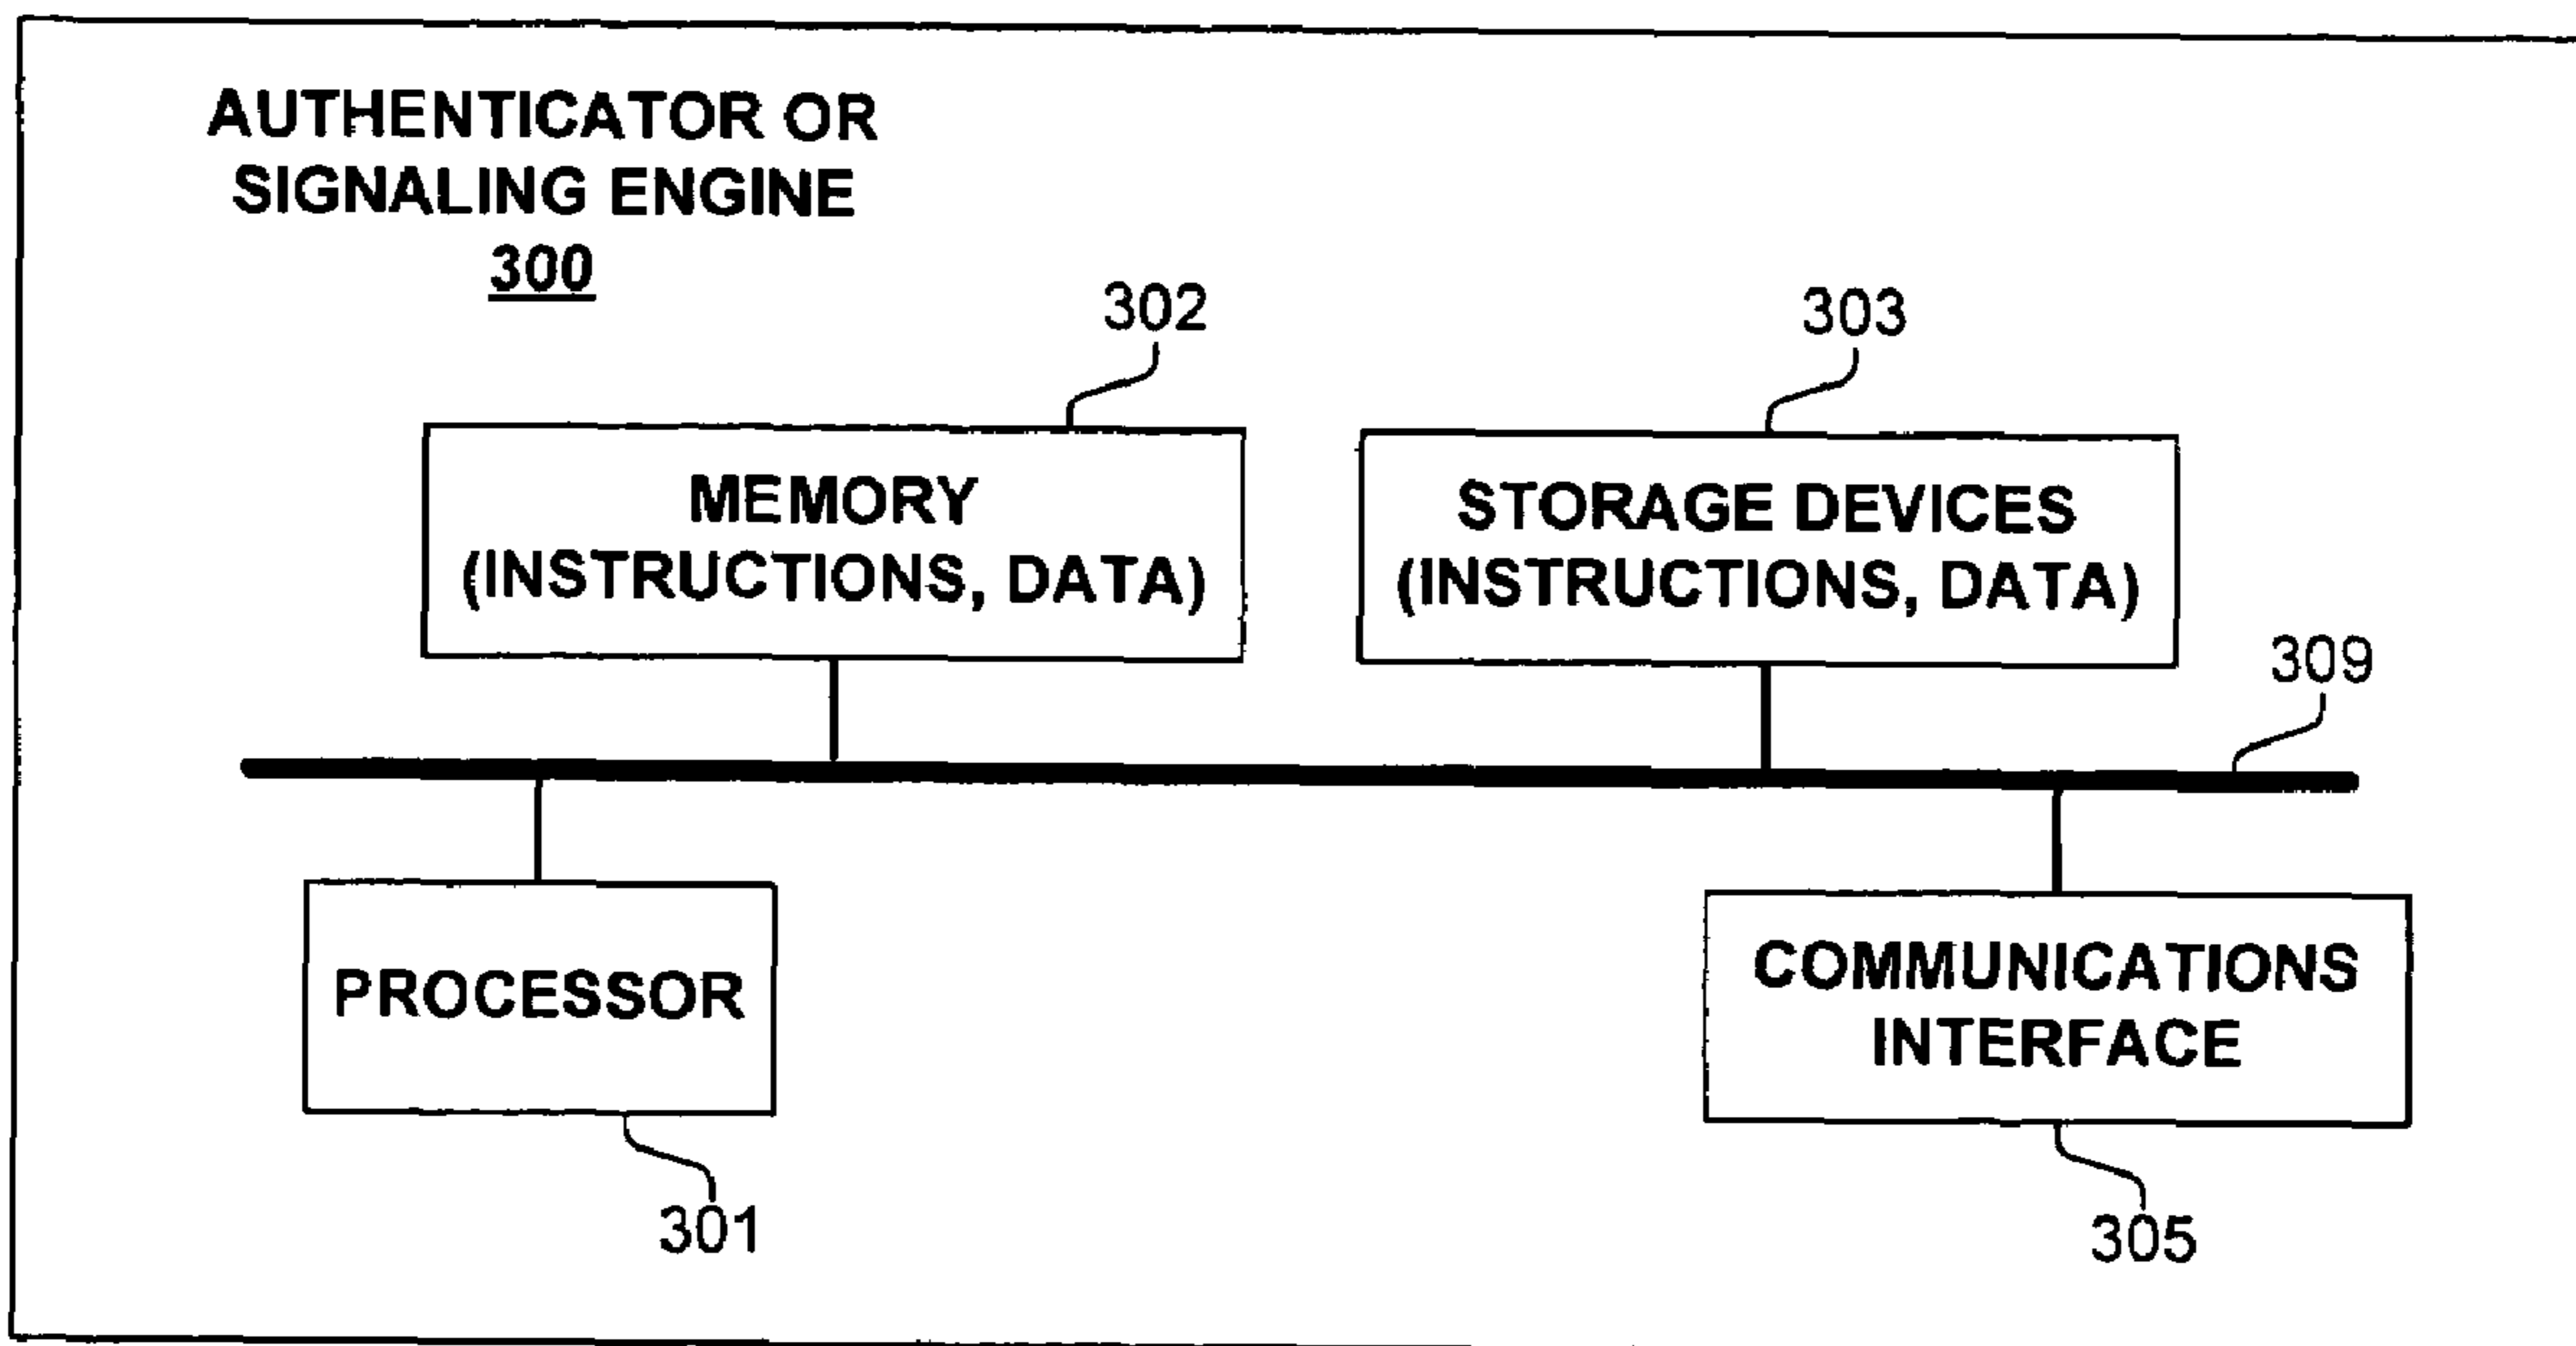 AUTHENTICATOR OR
SIGNALING ENGINE
300
302
303
MEMORY
(INSTRUCTIONS, DATA)
STORAGE DEVICES
(INSTRUCTIONS, DATA)
309
PROCESSOR
COMMUNICATIONS
INTERFACE
301
305